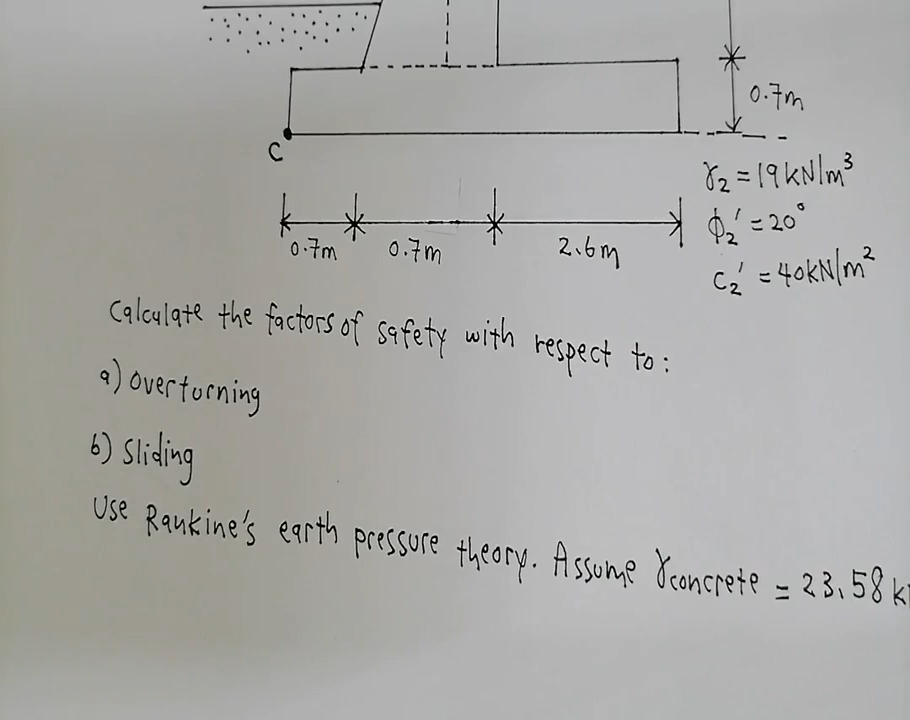 0.7m
C
γ2 = 19kN/m³
ϕ2' = 20°
c2' = 40kN/m²
0.7m 0.7m 2.6m
Calculate the factors of safety with respect to:
a) Overturning
b) Sliding
Use Rankine's earth pressure theory. Assume γconcrete = 23.58 k